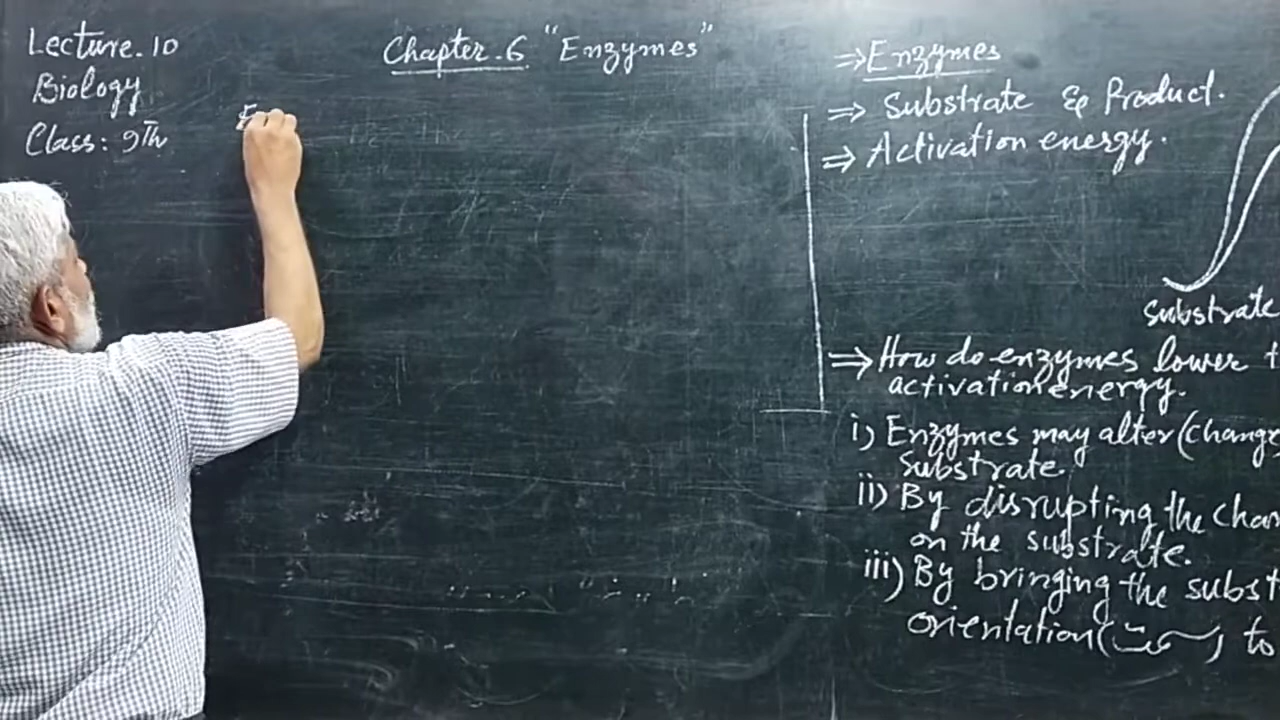 Lecture-10
Biology
Class: 9Th
Chapter-6 "Enzymes"
E
⇒ Enzymes
⇒ Substrate & Product.
⇒ Activation energy.
Substrate
⇒ How do enzymes lower t
activation energy.
i) Enzymes may alter (Change
substrate.
ii) By disrupting the Char
on the substrate.
iii) By bringing the subst
orientation ( ) to